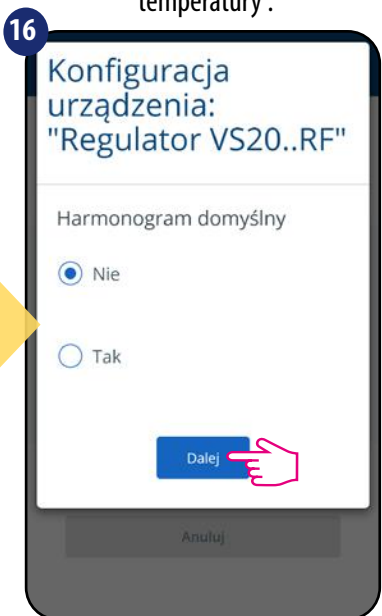 temperatury".
16
Konfiguracja
urządzenia:
"Regulator VS20..RF"
Harmonogram domyślny
Nie
Tak
Dalej
Anuluj